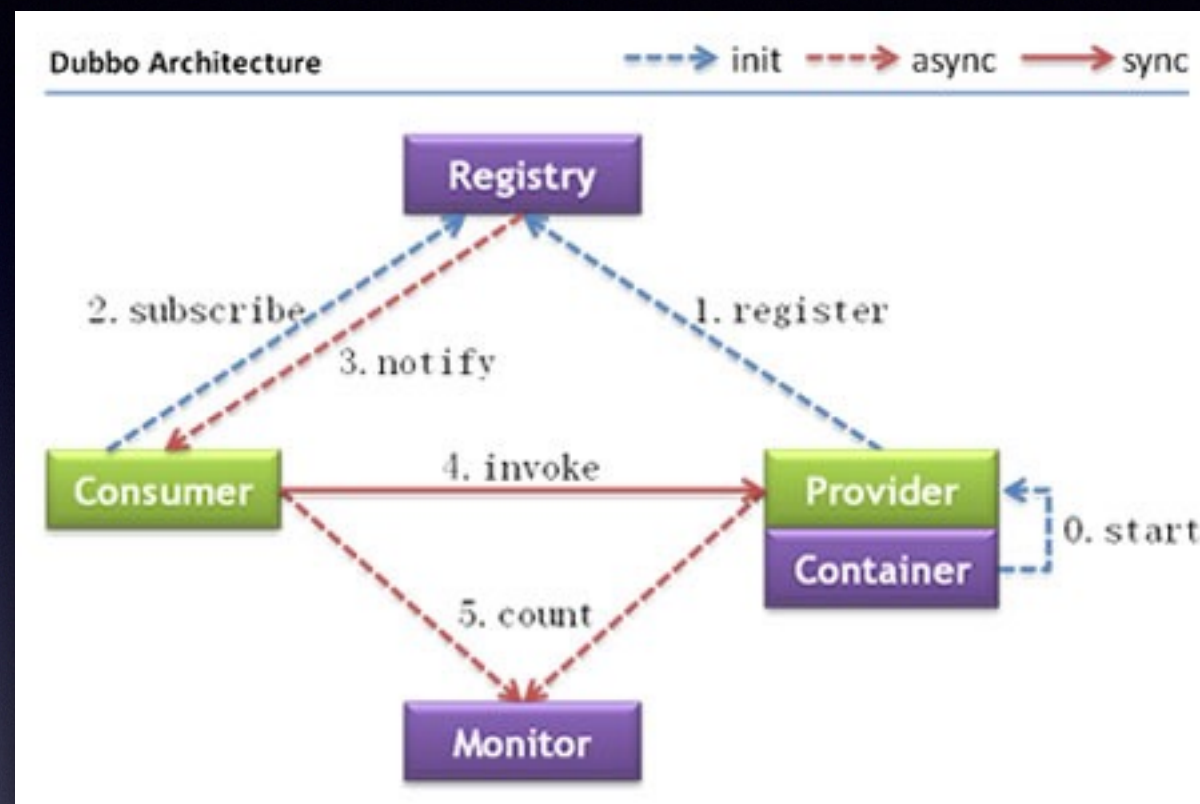 Dubbo Architecture
init
async
sync
Registry
2. subscribe
1. register
3. notify
4. invoke
Consumer
Provider
0. start
Container
5. count
Monitor